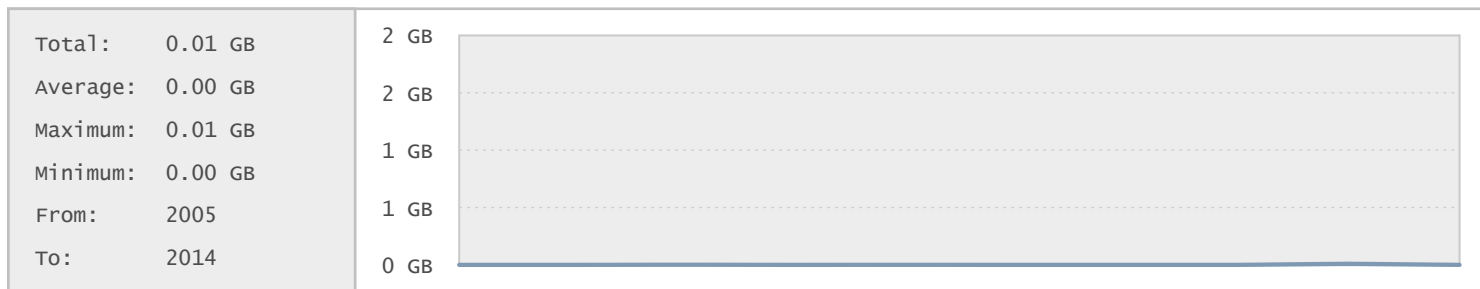 Total: 0.01 GB
Average: 0.00 GB
Maximum: 0.01 GB
Minimum: 0.00 GB
From: 2005
To: 2014
2 GB
2 GB
1 GB
1 GB
0 GB